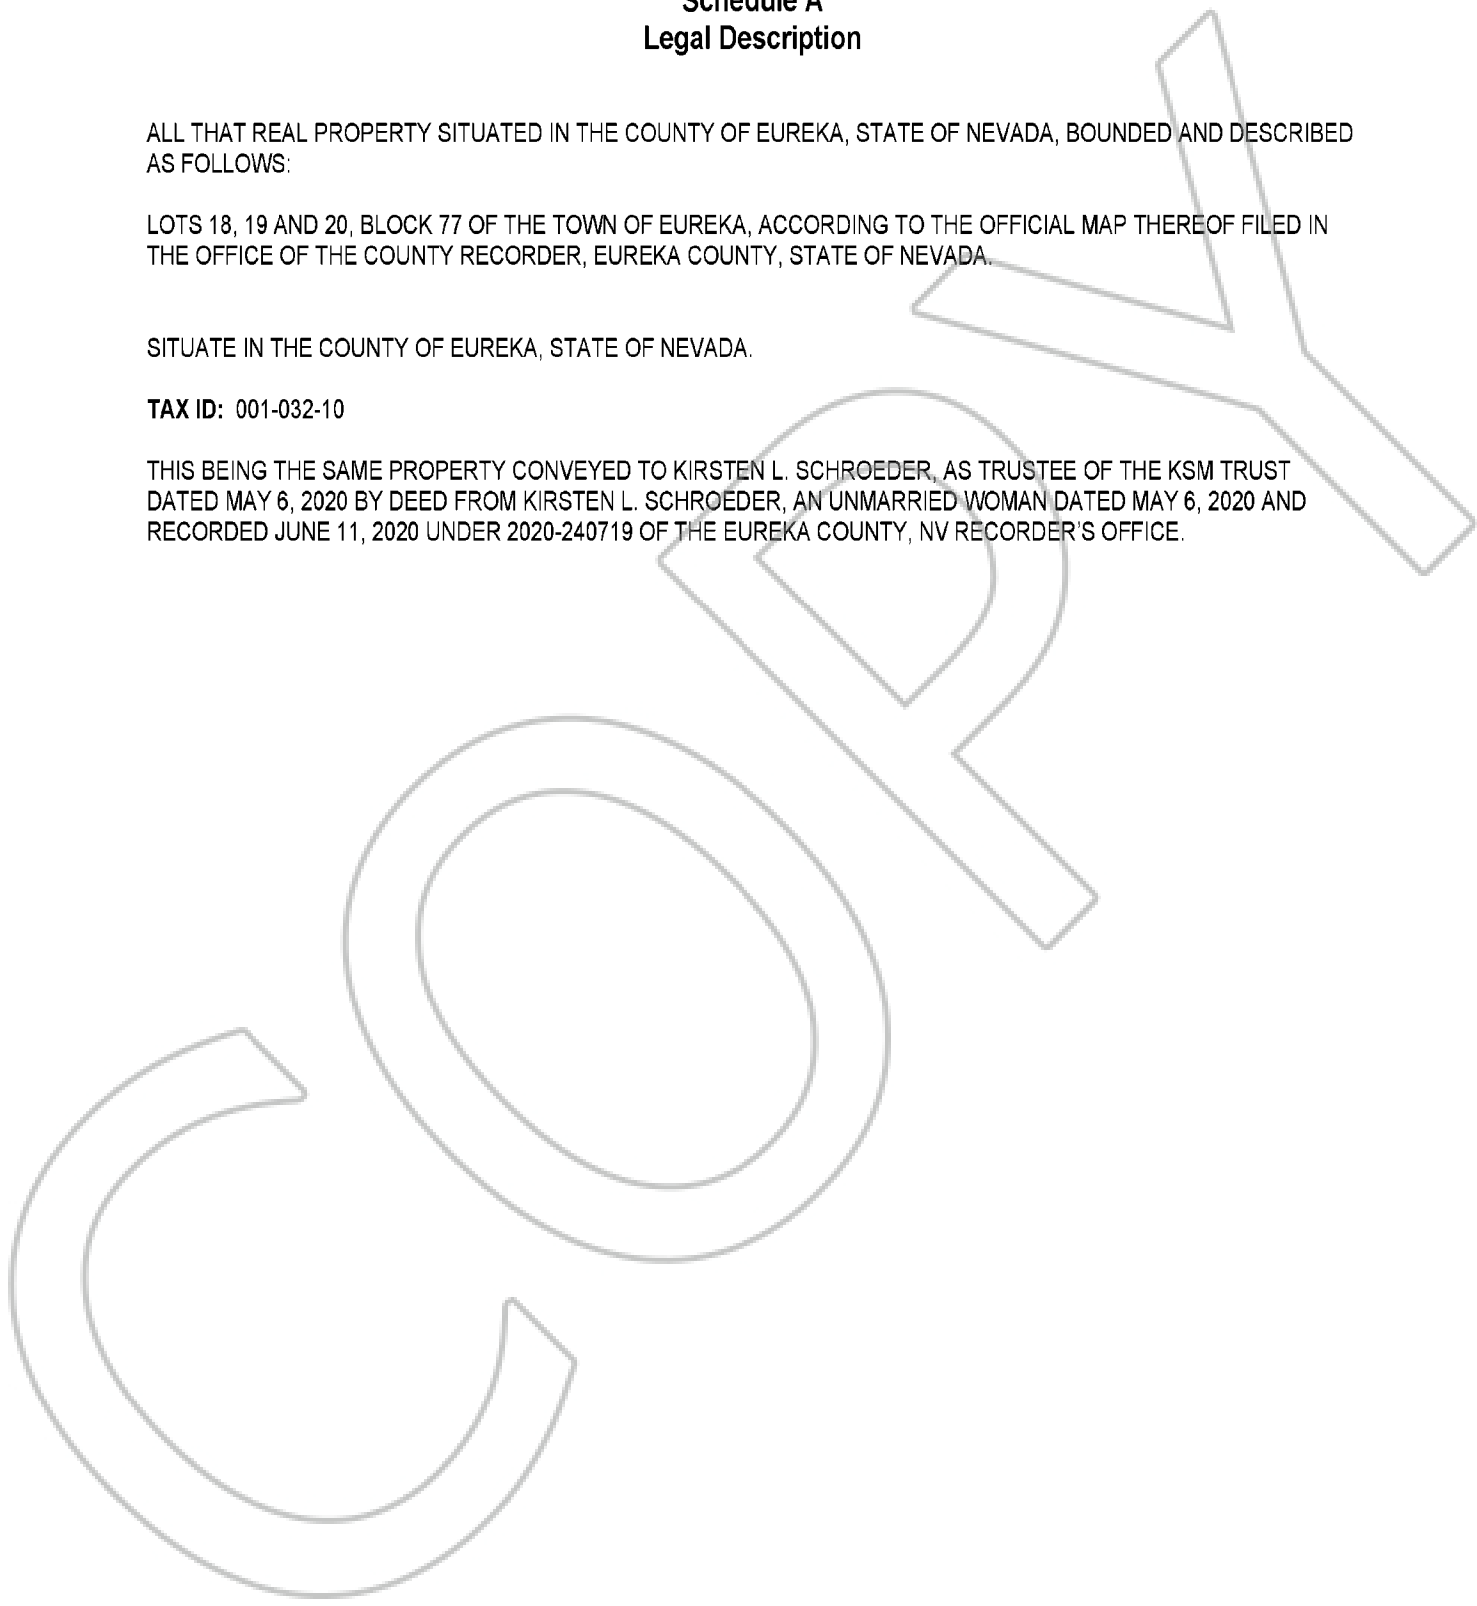 Schedule A
Legal Description
ALL THAT REAL PROPERTY SITUATED IN THE COUNTY OF EUREKA, STATE OF NEVADA, BOUNDED AND DESCRIBED
AS FOLLOWS:
LOTS 18, 19 AND 20, BLOCK 77 OF THE TOWN OF EUREKA, ACCORDING TO THE OFFICIAL MAP THEREOF FILED IN
THE OFFICE OF THE COUNTY RECORDER, EUREKA COUNTY, STATE OF NEVADA.
SITUATE IN THE COUNTY OF EUREKA, STATE OF NEVADA.
TAX ID: 001-032-10
THIS BEING THE SAME PROPERTY CONVEYED TO KIRSTEN L. SCHROEDER, AS TRUSTEE OF THE KSM TRUST
DATED MAY 6, 2020 BY DEED FROM KIRSTEN L. SCHROEDER, AN UNMARRIED WOMAN DATED MAY 6, 2020 AND
RECORDED JUNE 11, 2020 UNDER 2020-240719 OF THE EUREKA COUNTY, NV RECORDER'S OFFICE.
COPY